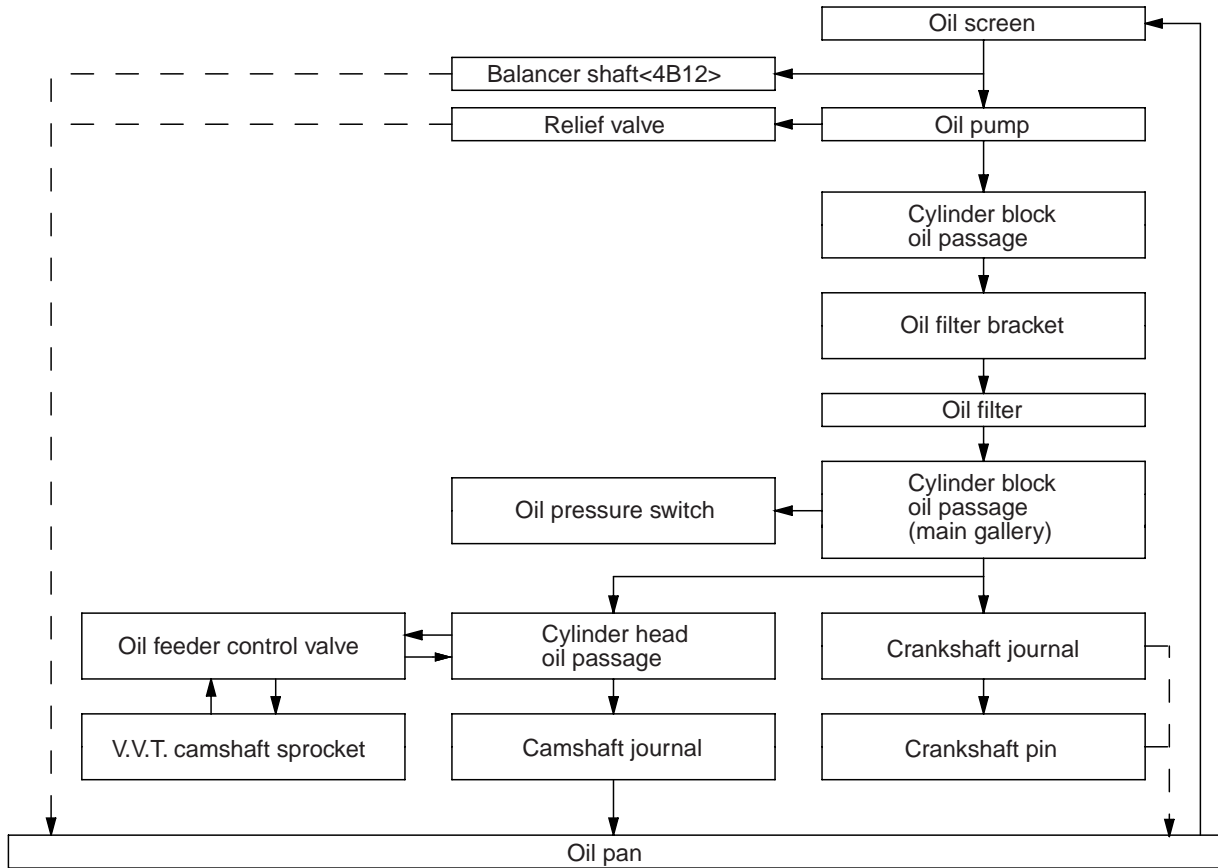 Oil screen
Balancer shaft<4B12>
Relief valve
Oil pump
Cylinder block
oil passage
Oil filter bracket
Oil filter
Oil pressure switch
Cylinder block
oil passage
(main gallery)
Oil feeder control valve
Cylinder head
oil passage
Crankshaft journal
V.V.T. camshaft sprocket
Camshaft journal
Crankshaft pin
Oil pan